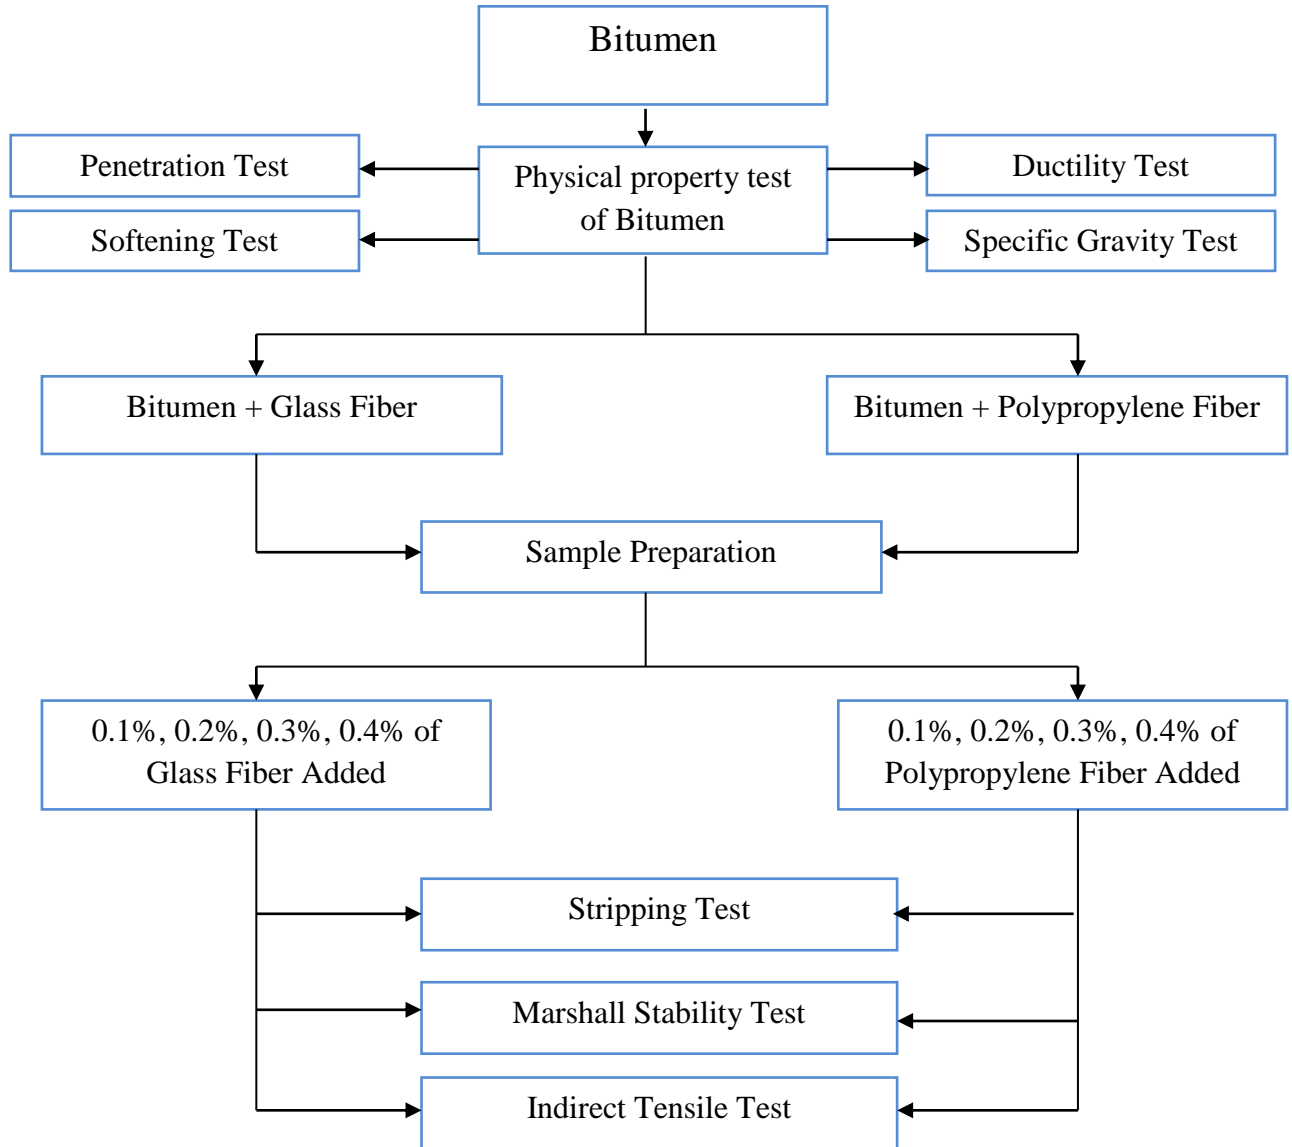 Bitumen
Penetration Test
Physical property test
of Bitumen
Ductility Test
Softening Test
Specific Gravity Test
Bitumen + Glass Fiber
Bitumen + Polypropylene Fiber
Sample Preparation
0.1%, 0.2%, 0.3%, 0.4% of
Glass Fiber Added
0.1%, 0.2%, 0.3%, 0.4% of
Polypropylene Fiber Added
Stripping Test
Marshall Stability Test
Indirect Tensile Test